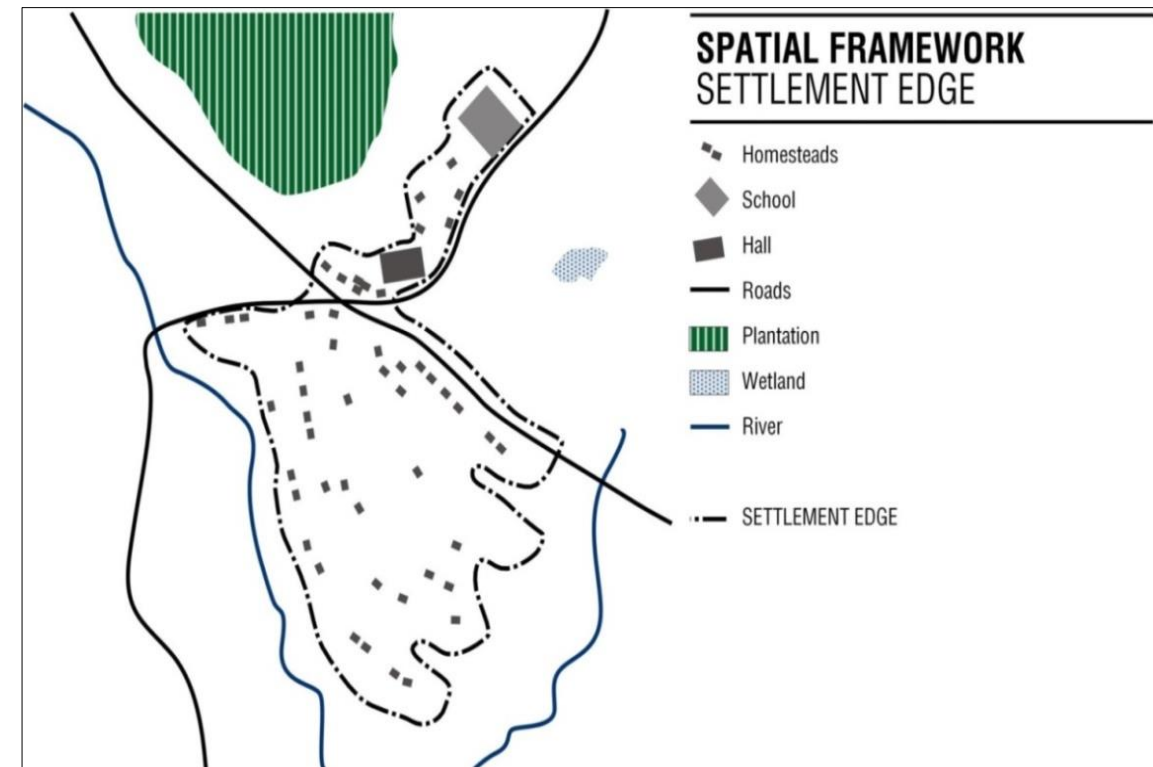 SPATIAL FRAMEWORK
SETTLEMENT EDGE
Homesteads
School
Hall
Roads
Plantation
Wetland
River
SETTLEMENT EDGE